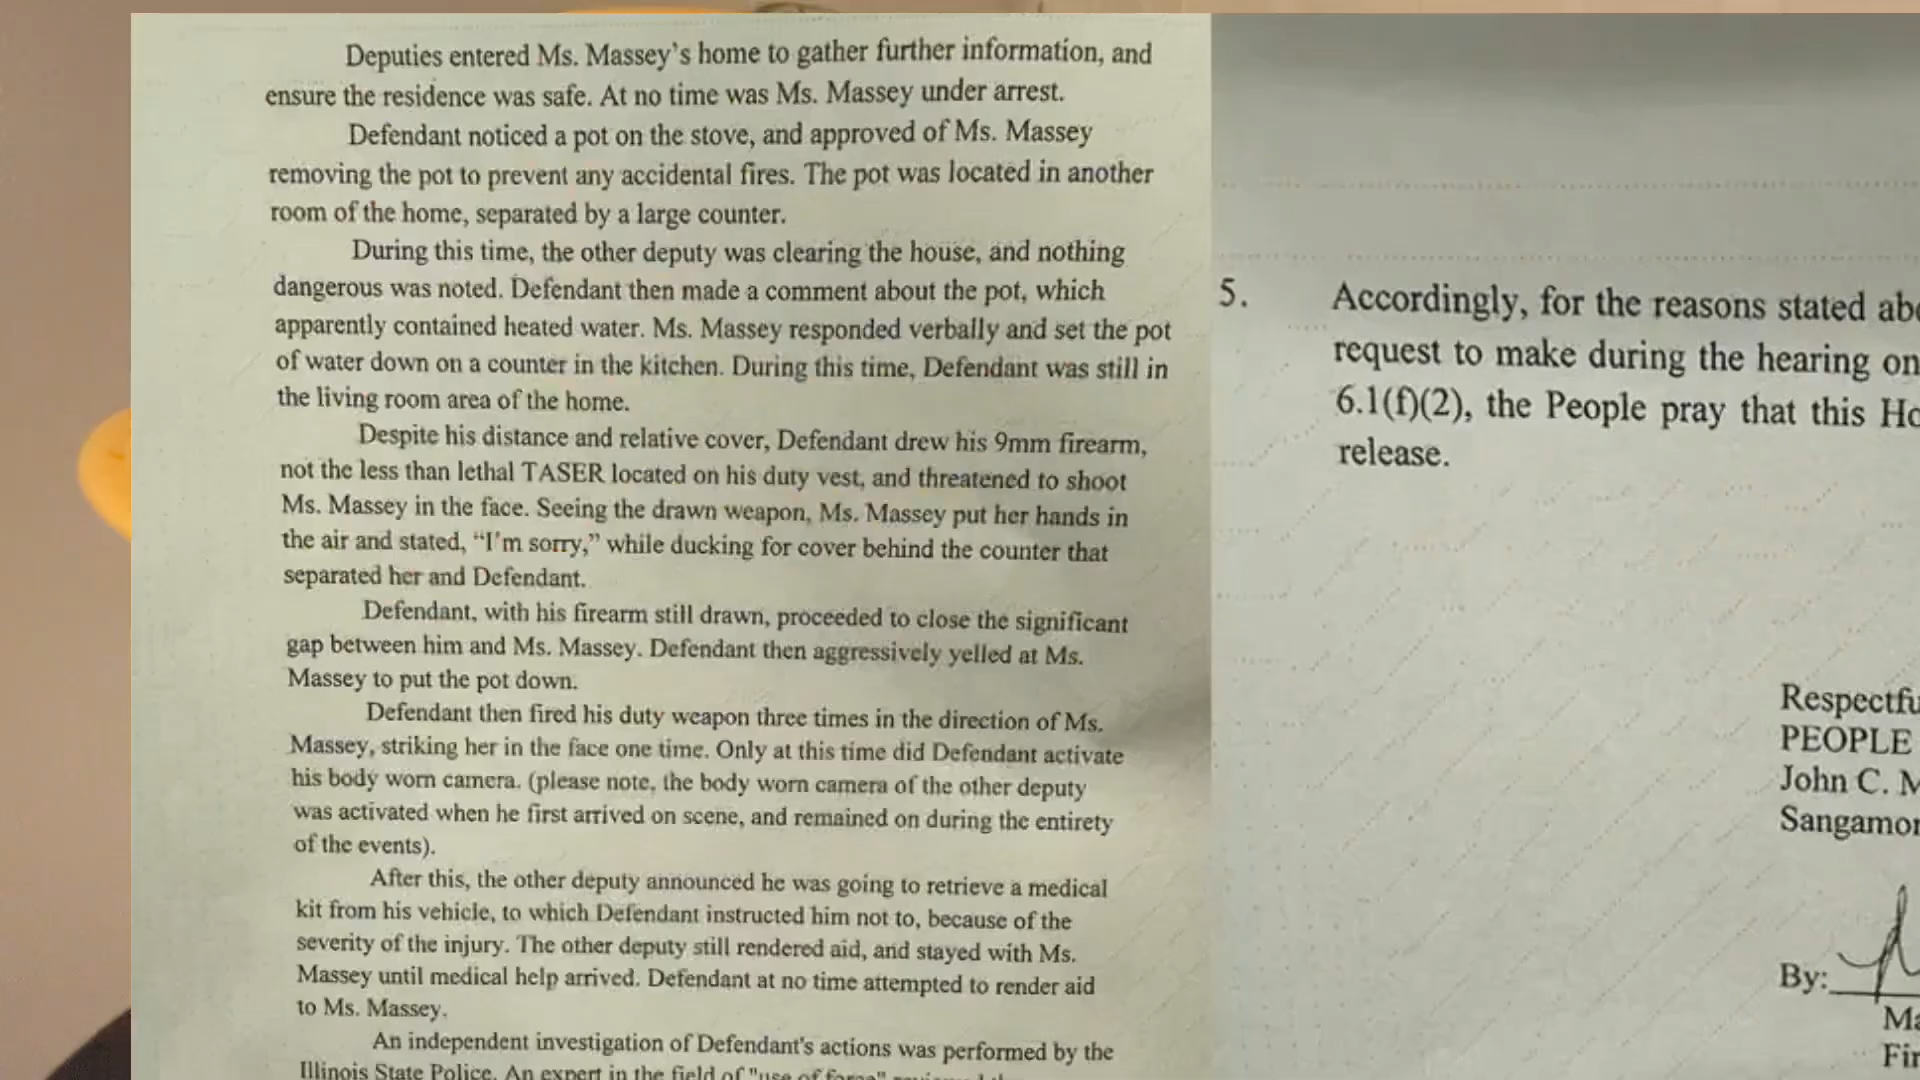 Deputies entered Ms. Massey's home to gather further information, and
ensure the residence was safe. At no time was Ms. Massey under arrest.
Defendant noticed a pot on the stove, and approved of Ms. Massey
removing the pot to prevent any accidental fires. The pot was located in another
room of the home, separated by a large counter.
During this time, the other deputy was clearing the house, and nothing
dangerous was noted. Defendant then made a comment about the pot, which
apparently contained heated water. Ms. Massey responded verbally and set the pot
of water down on a counter in the kitchen. During this time, Defendant was still in
the living room area of the home.
Despite his distance and relative cover, Defendant drew his 9mm firearm,
not the less than lethal TASER located on his duty vest, and threatened to shoot
Ms. Massey in the face. Seeing the drawn weapon, Ms. Massey put her hands in
the air and stated, “I'm sorry,” while ducking for cover behind the counter that
separated her and Defendant.
Defendant, with his firearm still drawn, proceeded to close the significant
gap between him and Ms. Massey. Defendant then aggressively yelled at Ms.
Massey to put the pot down.
Defendant then fired his duty weapon three times in the direction of Ms.
Massey, striking her in the face one time. Only at this time did Defendant activate
his body worn camera. (please note, the body worn camera of the other deputy
was activated when he first arrived on scene, and remained on during the entirety
of the events).
After this, the other deputy announced he was going to retrieve a medical
kit from his vehicle, to which Defendant instructed him not to, because of the
severity of the injury. The other deputy still rendered aid, and stayed with Ms.
Massey until medical help arrived. Defendant at no time attempted to render aid
to Ms. Massey.
An independent investigation of Defendant's actions was performed by the
Illinois State Police. An expert in the field of "use of force"
5. Accordingly, for the reasons stated
request to make during the hearing on
6.1(f)(2), the People pray that this
release.
PEOPLE
John C.
By: